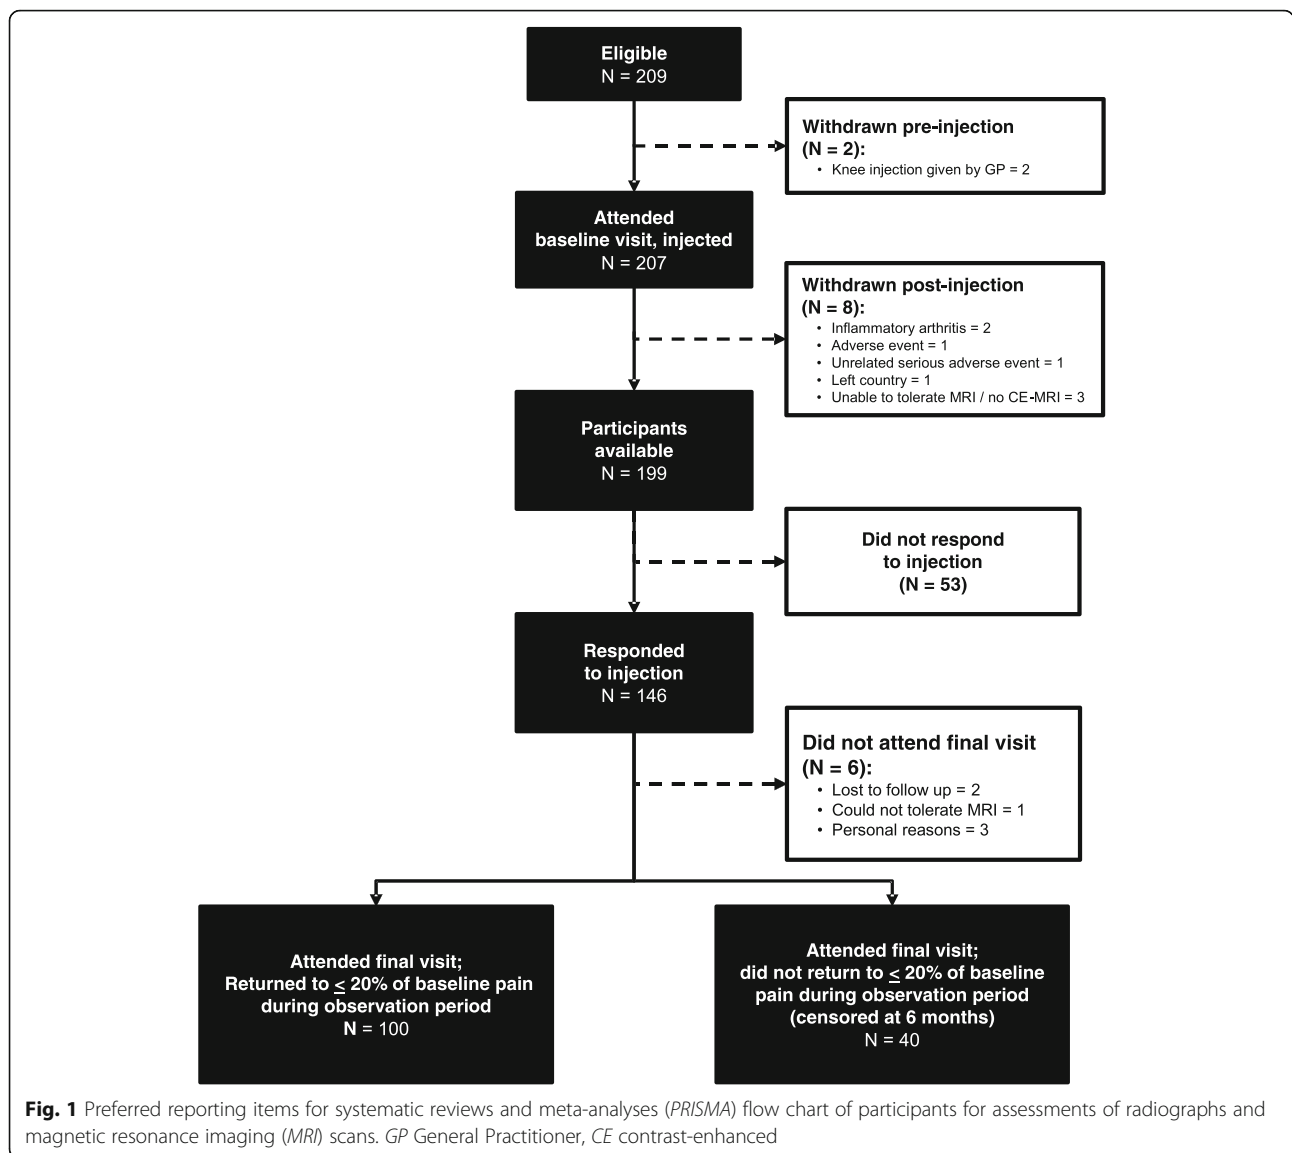 Eligible
N = 209
Withdrawn pre-injection
(N = 2):
• Knee injection given by GP = 2
Attended
baseline visit, injected
N = 207
Withdrawn post-injection
(N = 8):
• Inflammatory arthritis = 2
• Adverse event = 1
• Unrelated serious adverse event = 1
• Left country = 1
• Unable to tolerate MRI / no CE-MRI = 3
Participants
available
N = 199
Did not respond
to injection
(N = 53)
Responded
to injection
N = 146
Did not attend final visit
(N = 6):
• Lost to follow up = 2
• Could not tolerate MRI = 1
• Personal reasons = 3
Attended final visit;
Returned to ≤ 20% of baseline pain
during observation period
N = 100
Attended final visit;
did not return to ≤ 20% of baseline
pain during observation period
(censored at 6 months)
N = 40
Fig. 1 Preferred reporting items for systematic reviews and meta-analyses (PRISMA) flow chart of participants for assessments of radiographs and
magnetic resonance imaging (MRI) scans. GP General Practitioner, CE contrast-enhanced